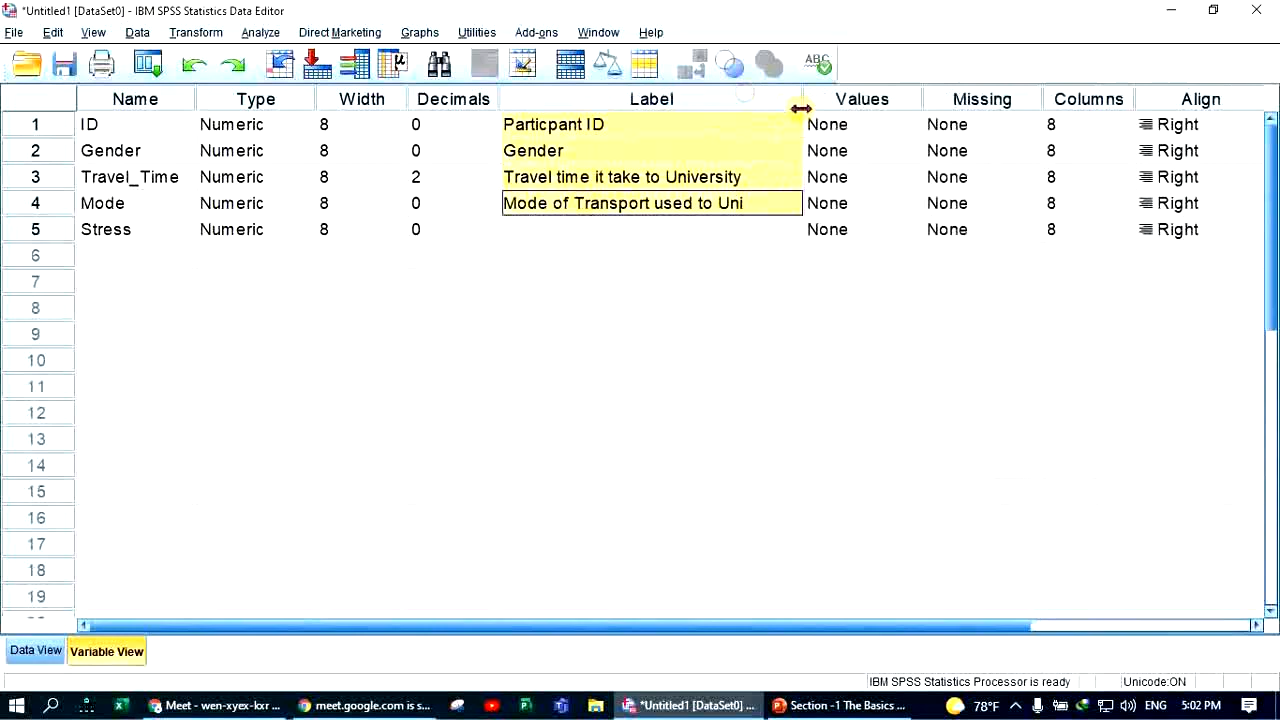 *Untitled1 [DataSet0] - IBM SPSS Statistics Data Editor
File Edit View Data Transform Analyze Direct Marketing Graphs Utilities Add-ons Window Help
ABC
Name Type Width Decimals Label Values Missing Columns Align
1 ID Numeric 8 0 Particpant ID None None 8 Right
2 Gender Numeric 8 0 Gender None None 8 Right
3 Travel_Time Numeric 8 2 Travel time it take to University None None 8 Right
4 Mode Numeric 8 0 Mode of Transport used to Uni None None 8 Right
5 Stress Numeric 8 0 None None 8 Right
6
7
8
9
10
11
12
13
14
15
16
17
18
19
Data View Variable View
IBM SPSS Statistics Processor is ready Unicode:ON
Meet - wen-xyex-kxr ... meet.google.com is s... *Untitled1 [DataSet0] ... Section -1 The Basics ... 78°F ENG 5:02 PM